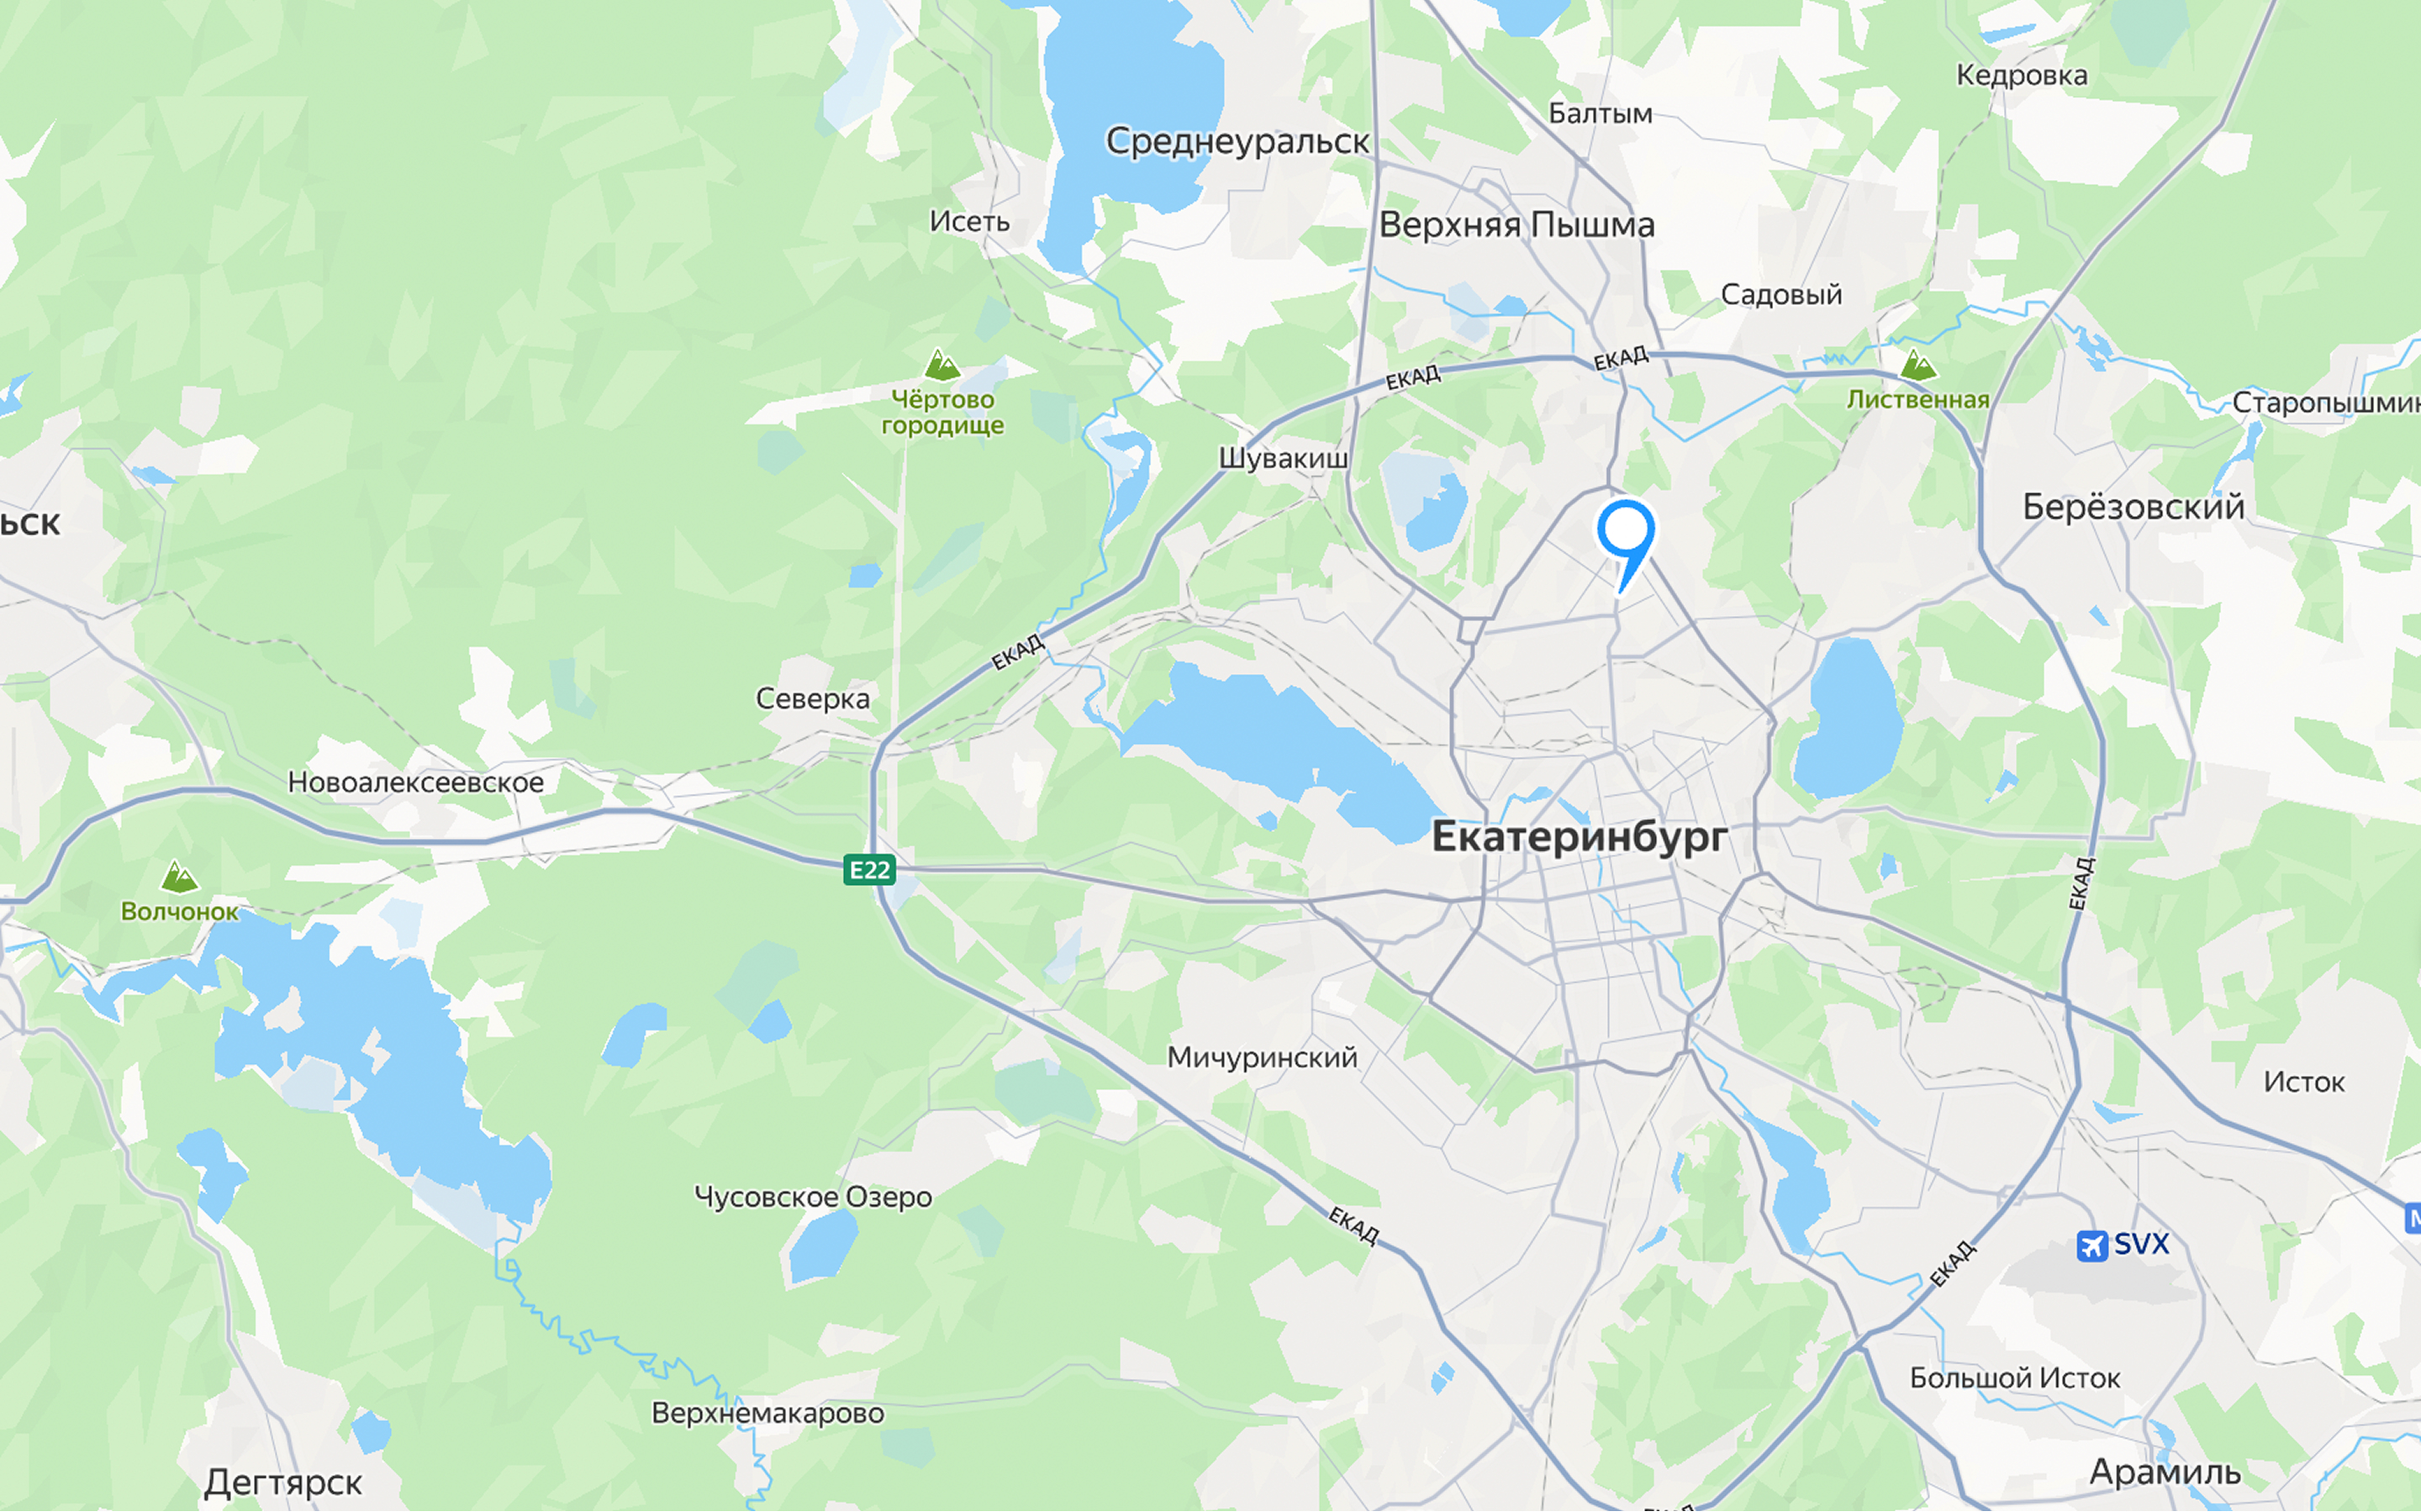 Кедровка
Балтым
Среднеуральск
Исеть
Верхняя Пышма
Садовый
ЕКАД
ЕКАД
Чёртово
городище
Лиственная
Старопышмин
Шувакиш
Берёзовский
ьск
ЕКАД
Северка
Новоалексеевское
Екатеринбург
E22
ЕКАД
Волчонок
Мичуринский
Исток
Чусовское Озеро
ЕКАД
SVX
ЕКАД
Большой Исток
Верхнемакарово
Арамиль
Дегтярск